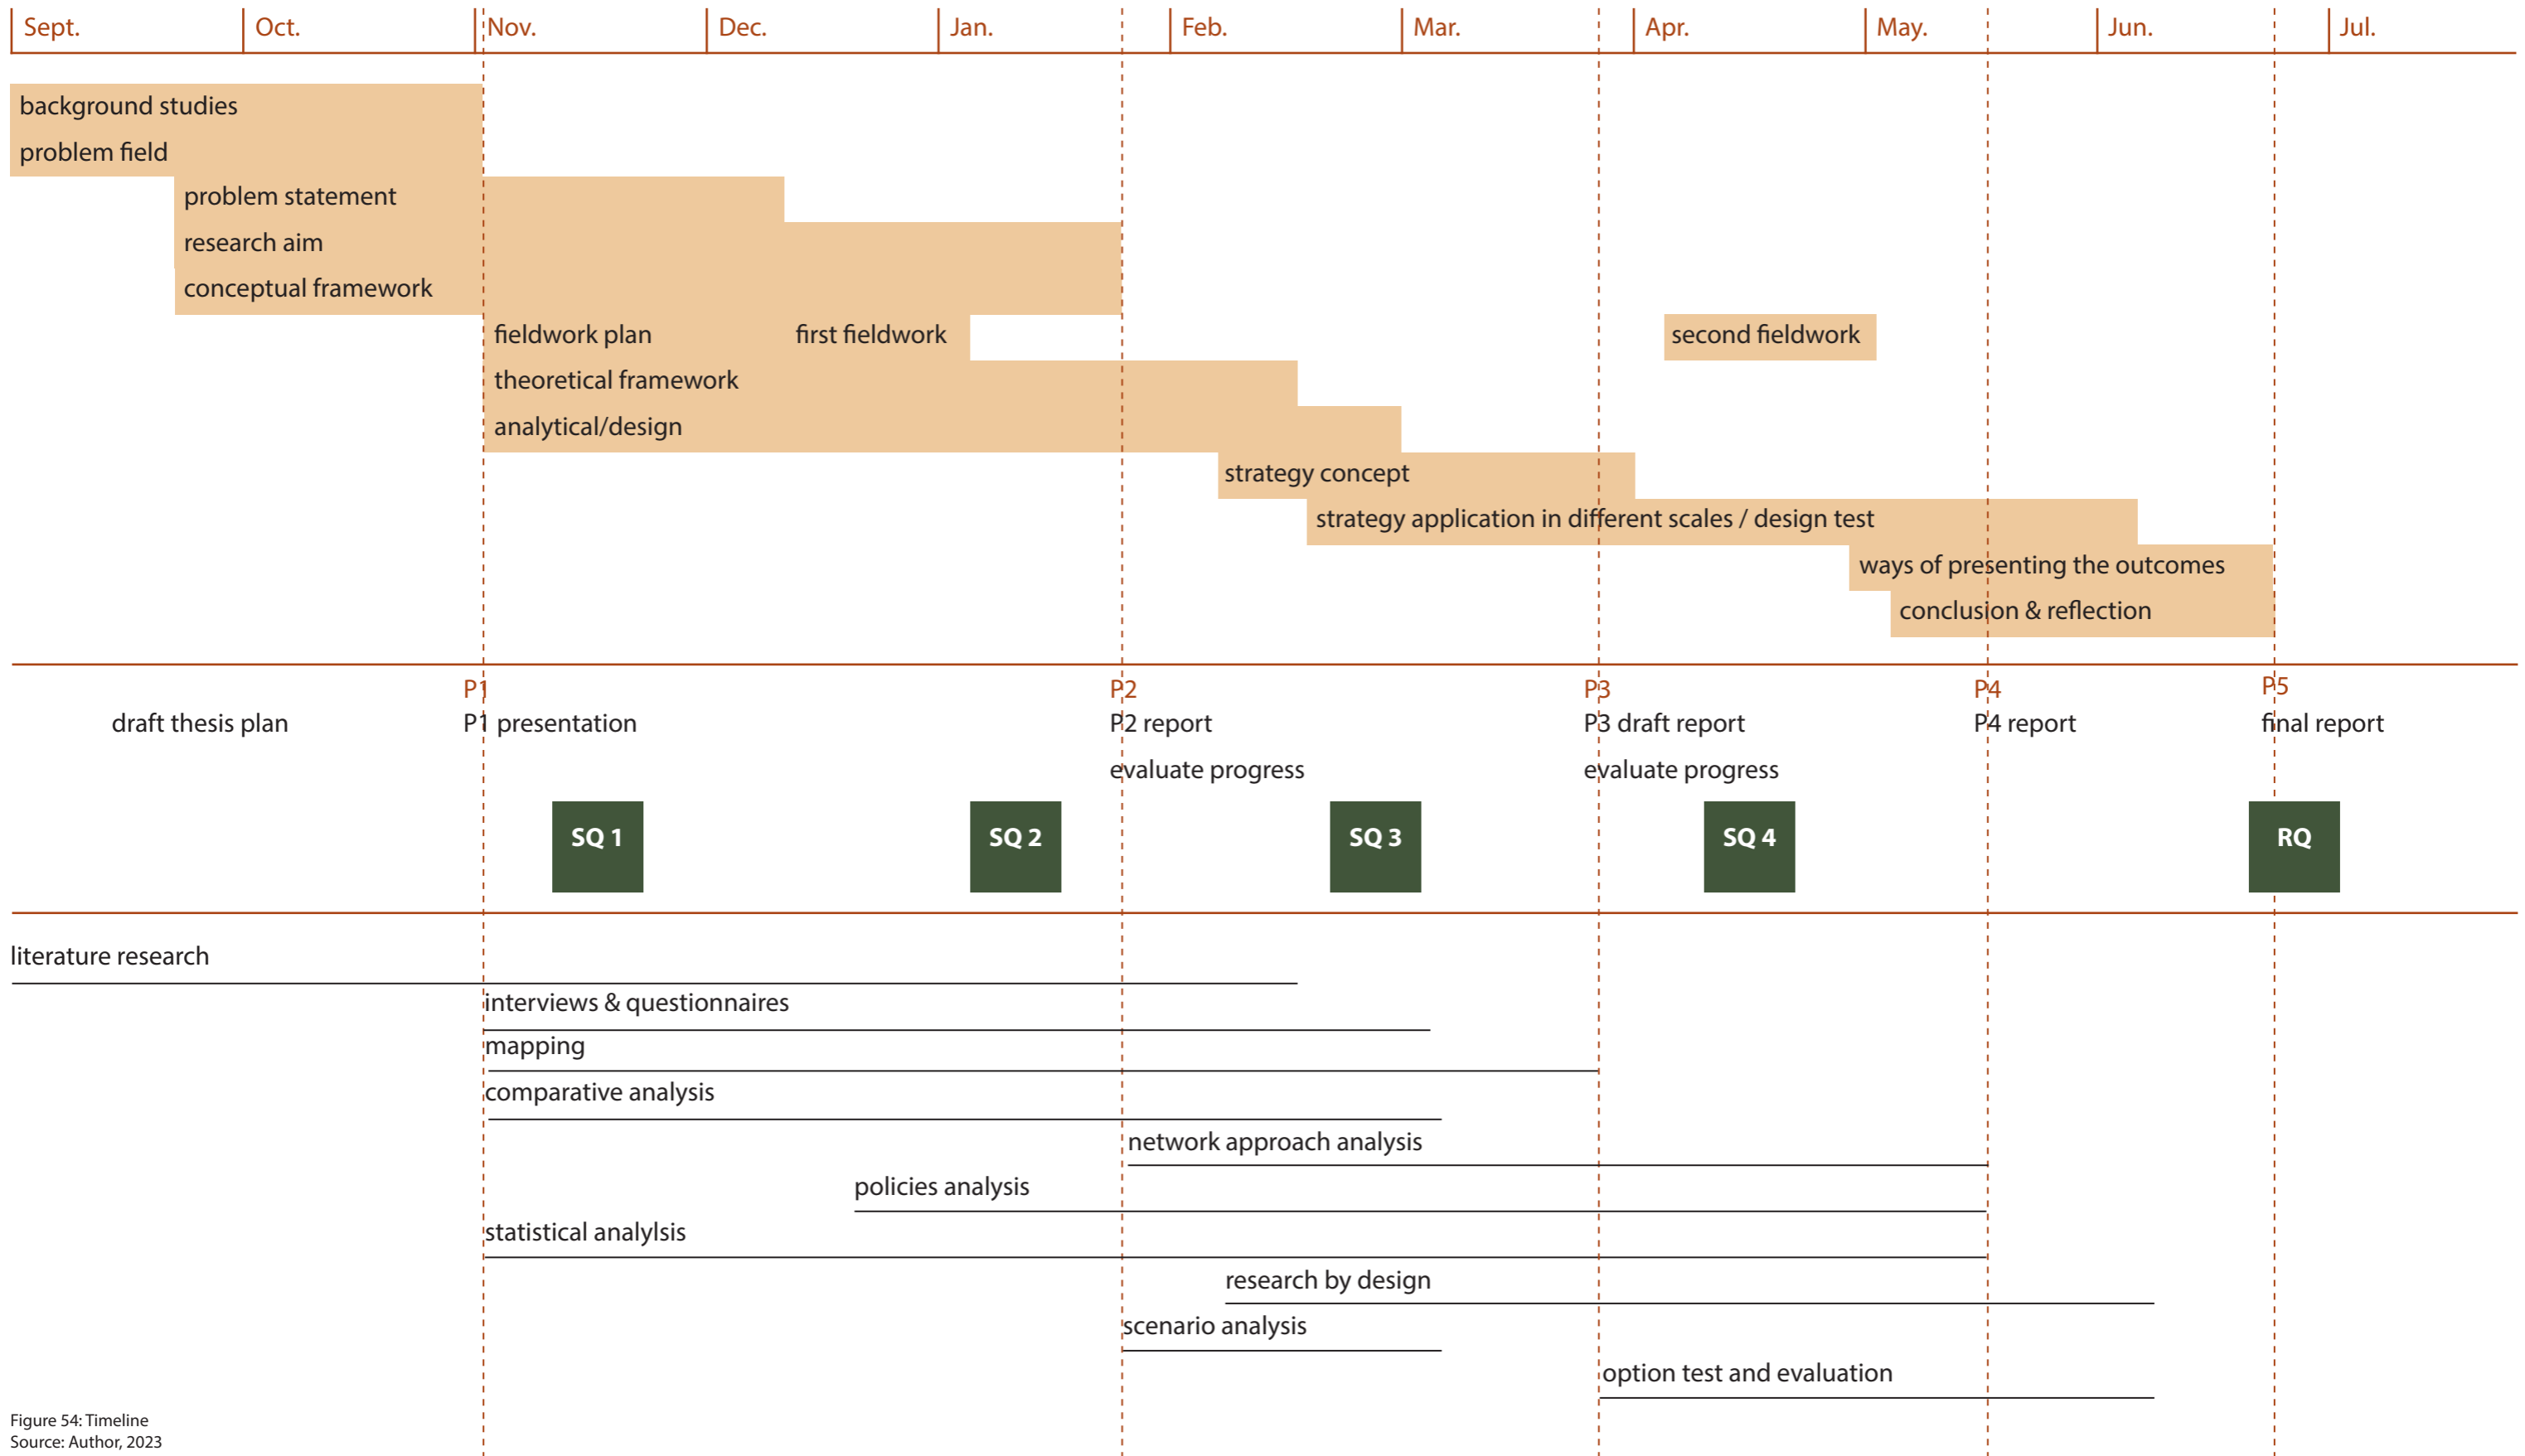 Sept. Oct. Nov. Dec. Jan. Feb. Mar. Apr. May. Jun. Jul.
background studies
problem field
problem statement
research aim
conceptual framework
fieldwork plan first fieldwork second fieldwork
theoretical framework
analytical/design
strategy concept
strategy application in different scales / design test
ways of presenting the outcomes
conclusion & reflection
P1 P2 P3 P4 P5
draft thesis plan P1 presentation P2 report P3 draft report P4 report final report
evaluate progress evaluate progress
SQ 1 SQ 2 SQ 3 SQ 4 RQ
literature research
interviews & questionnaires
mapping
comparative analysis
network approach analysis
policies analysis
statistical analylsis
research by design
scenario analysis
option test and evaluation
Figure 54: Timeline
Source: Author, 2023